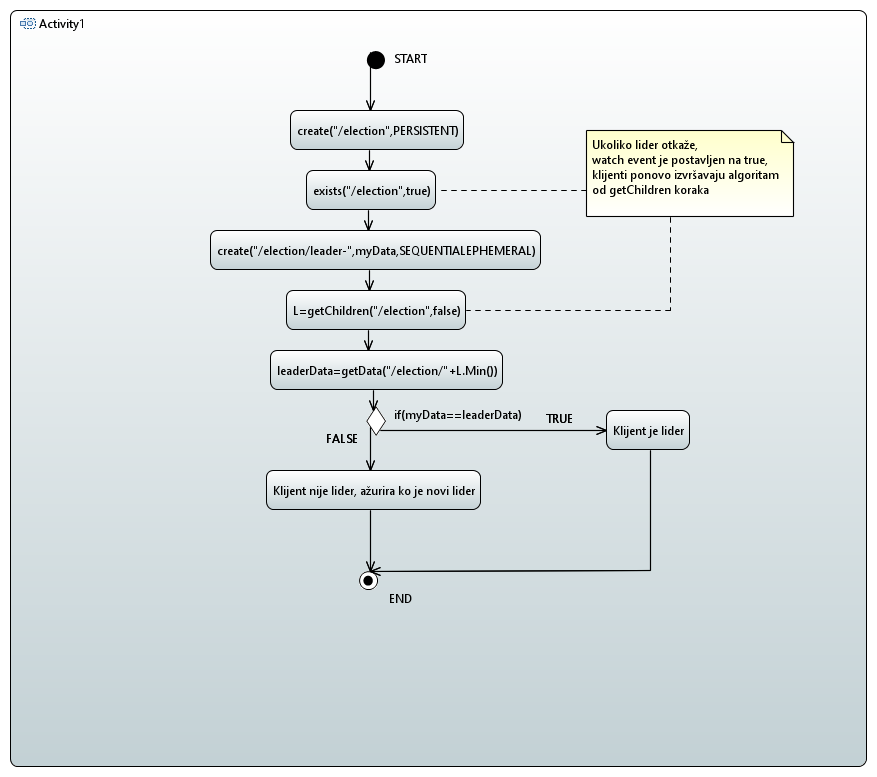 Activity1
START
create("/election",PERSISTENT)
Ukoliko lider otkaže,
watch event je postavljen na true,
klijenti ponovo izvršavaju algoritam
od getChildren koraka
exists("/election",true)
create("/election/leader-",myData,SEQUENTIALEPHEMERAL)
L=getChildren("/election",false)
leaderData=getData("/election/"+L.Min())
if(myData==leaderData)
TRUE
Klijent je lider
FALSE
Klijent nije lider, ažurira ko je novi lider
END